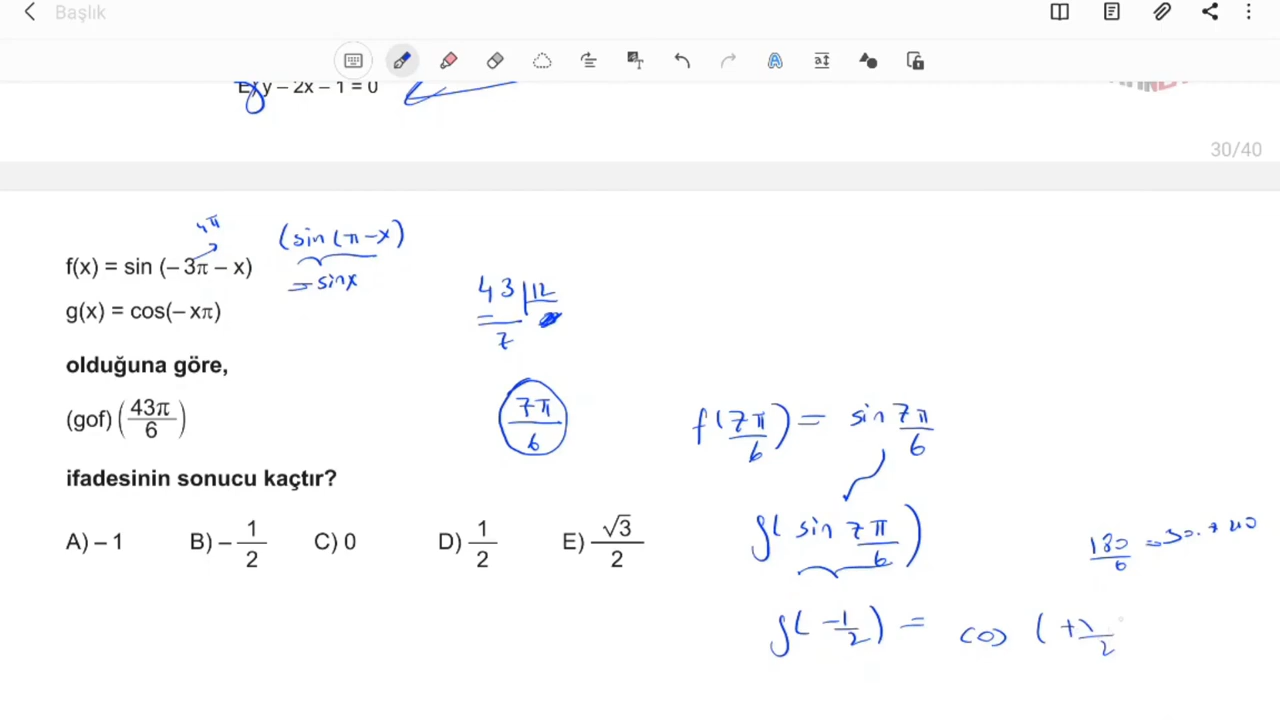 Başlık
E) y – 2x – 1 = 0
30/40
4π
(sin(π-x)
f(x) = sin (– 3π – x)
= sinx
g(x) = cos(– xπ)
43 | 12
7
olduğuna göre,
(gof) (43π/6)
7π/6
f(7π/6) = sin 7π/6
ifadesinin sonucu kaçtır?
A) – 1 B) – 1/2 C) 0 D) 1/2 E) √3/2
g( sin 7π/6 )
180/6
g( -1/2 ) = cos (